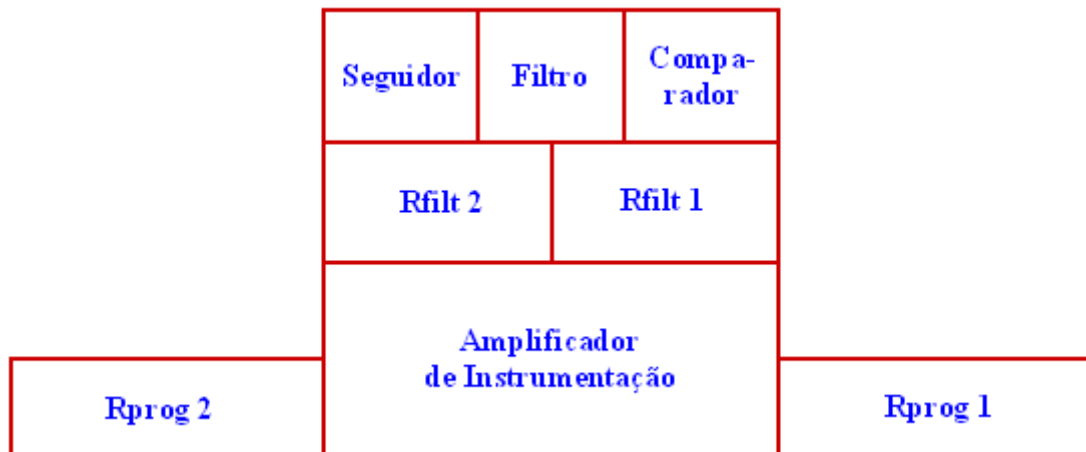 Seguidor
Filtro
Compa-
rador
Rfilt 2
Rfilt 1
Amplificador
de Instrumentação
Rprog 2
Rprog 1